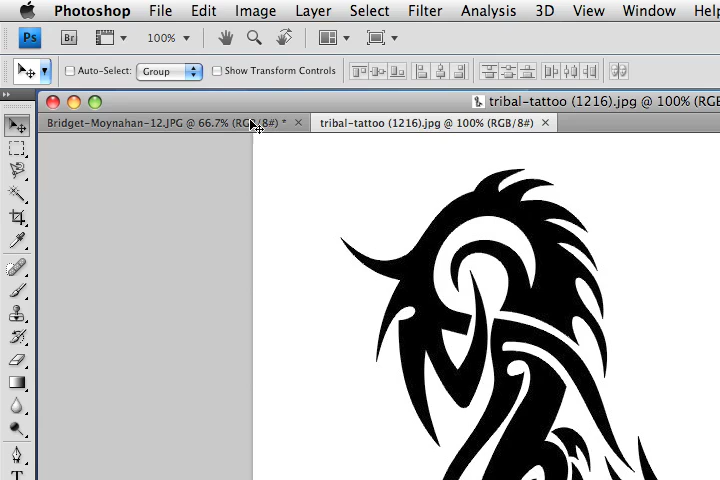 Photoshop File Edit Image Layer Select Filter Analysis 3D View Window Help
Ps Br 100%
Auto-Select: Group Show Transform Controls
tribal-tattoo (1216).jpg @ 100% (RGB
Bridget-Moynahan-12.JPG @ 66.7% (RGB/8#) * tribal-tattoo (1216).jpg @ 100% (RGB/8#)
T